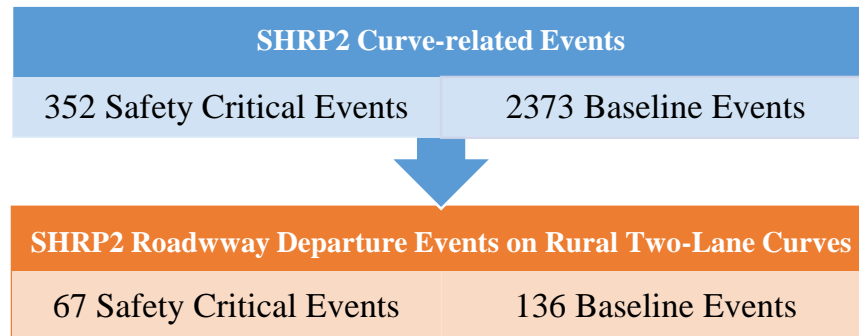 SHRP2 Curve-related Events
352 Safety Critical Events 2373 Baseline Events
SHRP2 Roadwway Departure Events on Rural Two-Lane Curves
67 Safety Critical Events 136 Baseline Events